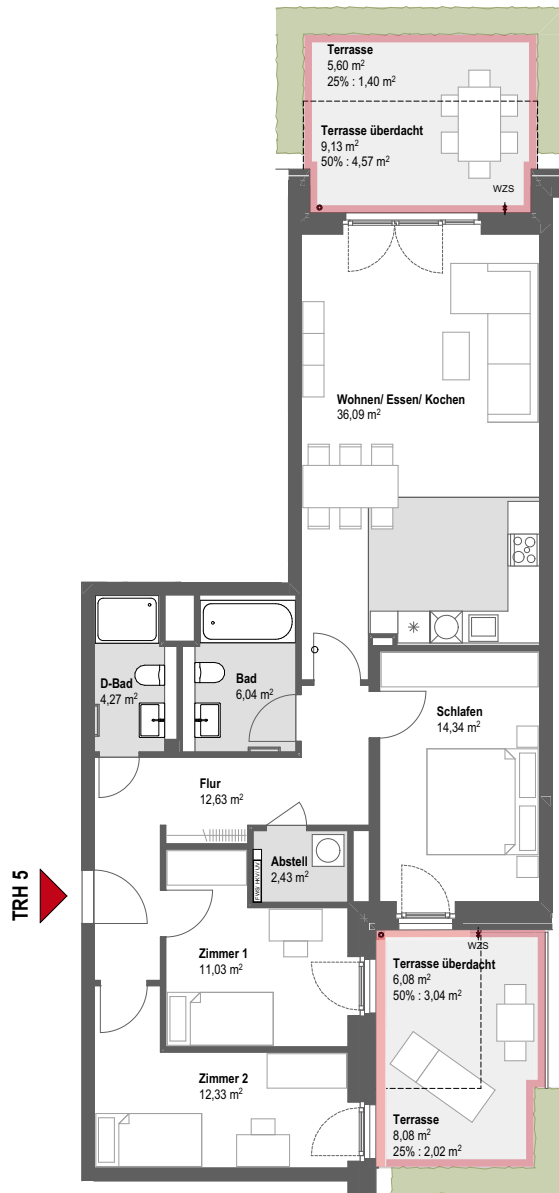 Terrasse
5,60 m²
25% : 1,40 m²
Terrasse überdacht
9,13 m²
50% : 4,57 m²
WZS
Wohnen/ Essen/ Kochen
36,09 m²
D-Bad
4,27 m²
Bad
6,04 m²
Schlafen
14,34 m²
Flur
12,63 m²
Abstell
2,43 m²
TRH 5
Zimmer 1
11,03 m²
WZS
Terrasse überdacht
6,08 m²
50% : 3,04 m²
Zimmer 2
12,33 m²
Terrasse
8,08 m²
25% : 2,02 m²